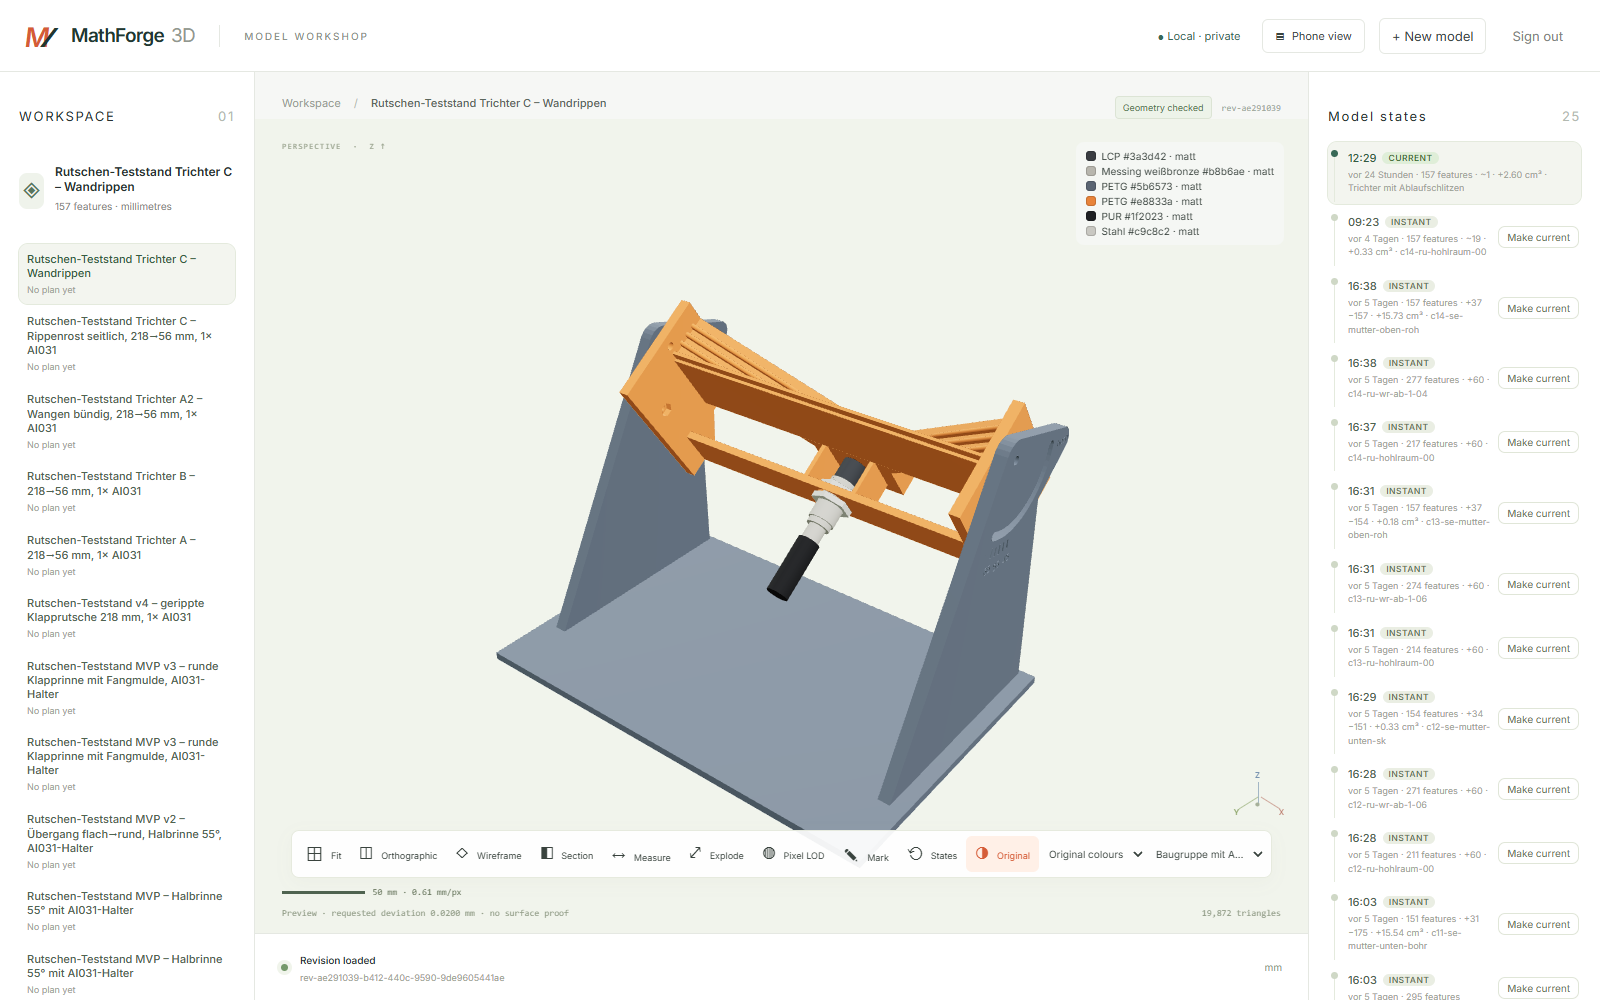 MathForge 3D
MODEL WORKSHOP
● Local · private
Phone view
+ New model
Sign out
WORKSPACE 01
Rutschen-Teststand Trichter C
– Wandrippen
157 features · millimetres
Rutschen-Teststand Trichter C –
Wandrippen
No plan yet
Rutschen-Teststand Trichter C –
Rippenrost seitlich, 218→56 mm, 1×
AI031
No plan yet
Rutschen-Teststand Trichter A2 –
Wangen bündig, 218→56 mm, 1×
AI031
No plan yet
Rutschen-Teststand Trichter B –
218→56 mm, 1× AI031
No plan yet
Rutschen-Teststand Trichter A –
218→56 mm, 1× AI031
No plan yet
Rutschen-Teststand v4 – gerippte
Klapprutsche 218 mm, 1× AI031
No plan yet
Rutschen-Teststand MVP v3 – runde
Klapprinne mit Fangmulde, AI031-
Halter
No plan yet
Rutschen-Teststand MVP v3 – runde
Klapprinne mit Fangmulde, AI031-
Halter
No plan yet
Rutschen-Teststand MVP v2 –
Übergang flach→rund, Halbrinne 55°,
AI031-Halter
No plan yet
Rutschen-Teststand MVP – Halbrinne
55° mit AI031-Halter
No plan yet
Rutschen-Teststand MVP – Halbrinne
55° mit AI031-Halter
No plan yet
Workspace / Rutschen-Teststand Trichter C – Wandrippen
Geometry checked
rev-ae291039
PERSPECTIVE · Z ↑
LCP #3a3d42 · matt
Messing weißbronze #b8b6ae · matt
PETG #5b6573 · matt
PETG #e8833a · matt
PUR #1f2023 · matt
Stahl #c9c8c2 · matt
Z
Y
X
Fit
Orthographic
Wireframe
Section
Measure
Explode
Pixel LOD
Mark
States
Original
Original colours
Baugruppe mit A...
50 mm · 0.61 mm/px
Preview · requested deviation 0.0200 mm · no surface proof
19,872 triangles
Revision loaded
rev-ae291039-b412-440c-9590-9de9605441ae
mm
Model states 25
12:29 CURRENT
vor 24 Stunden · 157 features · ~1 · +2.60 cm³ ·
Trichter mit Ablaufschlitzen
09:23 INSTANT
vor 4 Tagen · 157 features · ~19 ·
+0.33 cm³ · c14-ru-hohlraum-00
Make current
16:38 INSTANT
vor 5 Tagen · 157 features · +37
−157 · +15.73 cm³ · c14-se-
mutter-oben-roh
Make current
16:38 INSTANT
vor 5 Tagen · 277 features · +60 ·
c14-ru-wr-ab-1-04
Make current
16:37 INSTANT
vor 5 Tagen · 217 features · +60 ·
c14-ru-hohlraum-00
Make current
16:31 INSTANT
vor 5 Tagen · 157 features · +37
−154 · +0.18 cm³ · c13-se-mutter-
oben-roh
Make current
16:31 INSTANT
vor 5 Tagen · 274 features · +60 ·
c13-ru-wr-ab-1-06
Make current
16:31 INSTANT
vor 5 Tagen · 214 features · +60 ·
c13-ru-hohlraum-00
Make current
16:29 INSTANT
vor 5 Tagen · 154 features · +34
−151 · +0.33 cm³ · c12-se-mutter-
unten-sk
Make current
16:28 INSTANT
vor 5 Tagen · 271 features · +60 ·
c12-ru-wr-ab-1-06
Make current
16:28 INSTANT
vor 5 Tagen · 211 features · +60 ·
c12-ru-hohlraum-00
Make current
16:03 INSTANT
vor 5 Tagen · 151 features · +31
−175 · +15.54 cm³ · c11-se-
mutter-unten-bohr
Make current
16:03 INSTANT
vor 5 Tagen · 295 features
Make current